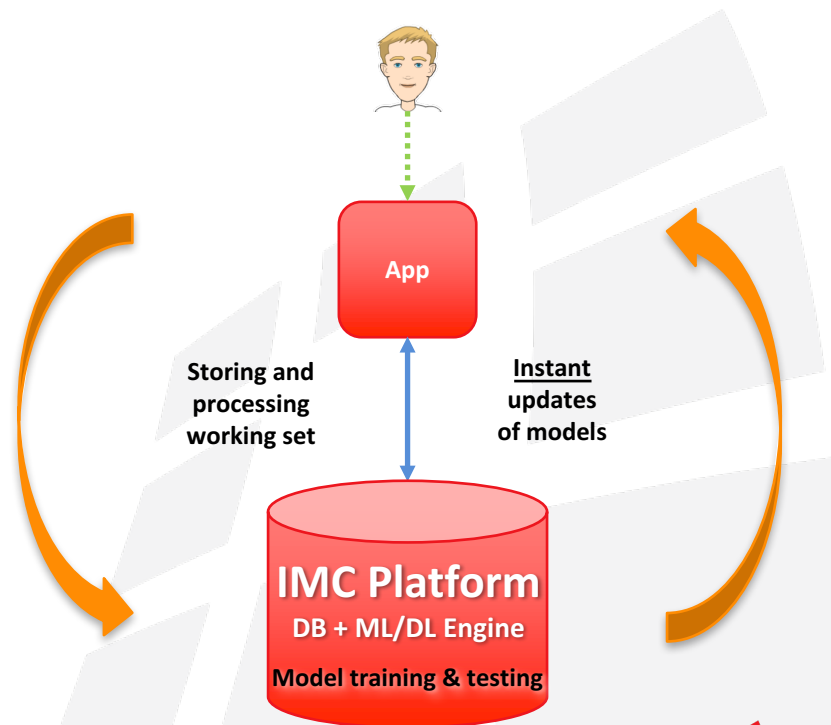 App
Storing and
processing
working set
Instant
updates
of models
IMC Platform
DB + ML/DL Engine
Model training & testing